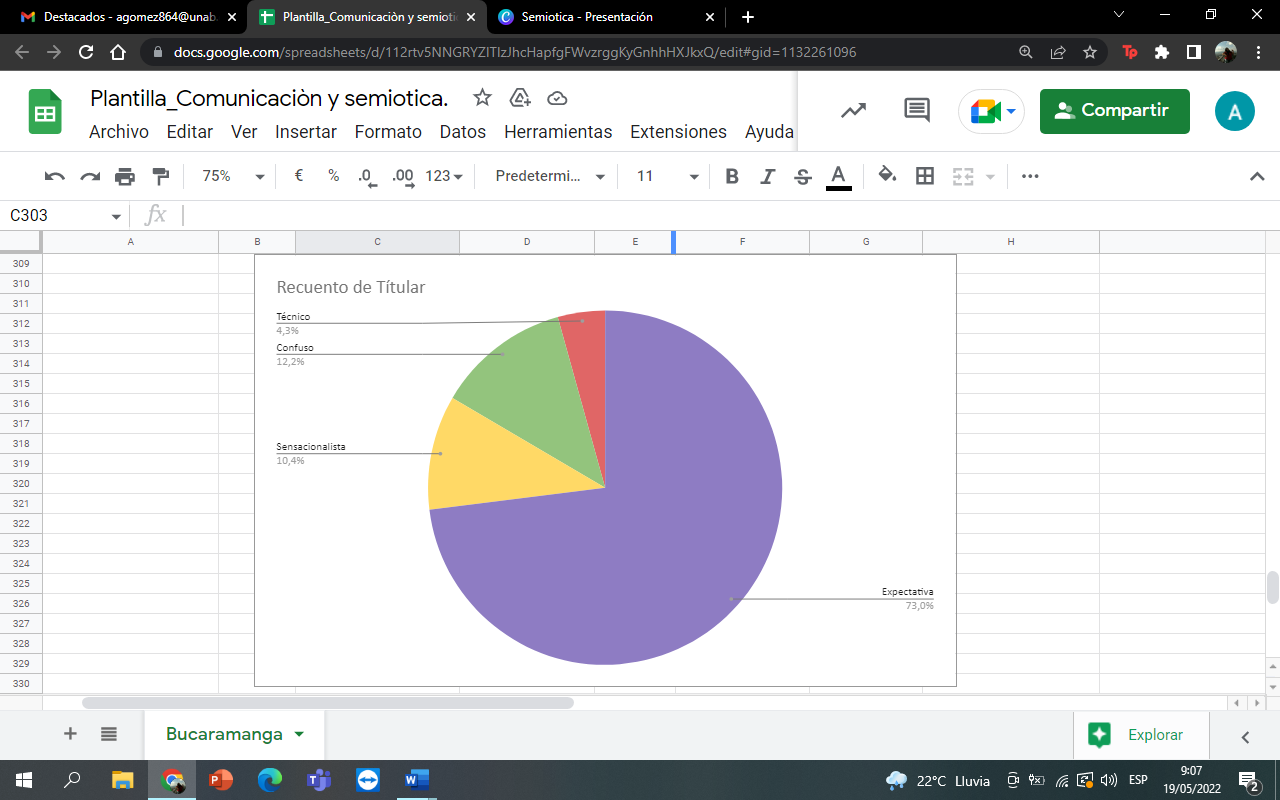 Destacados - agomez864@unab.
Plantilla_Comunicaciòn y semioti
Semiotica - Presentación
docs.google.com/spreadsheets/d/112rtv5NNGRYZITlzJhcHapfgFWvzrggKyGnhhHXJkxQ/edit#gid=1132261096
Plantilla_Comunicaciòn y semiotica.
Archivo Editar Ver Insertar Formato Datos Herramientas Extensiones Ayuda
Compartir
A
75% € % .0 .00 123 Predetermi... 11 B I S A
C303 fx
A B C D E F G H
309
310
311
312
313
314
315
316
317
318
319
320
321
322
323
324
325
326
327
328
329
330
Recuento de Títular
Técnico
4,3%
Confuso
12,2%
Sensacionalista
10,4%
Expectativa
73,0%
Bucaramanga
Explorar
22°C Lluvia
ESP
9:07
19/05/2022
2